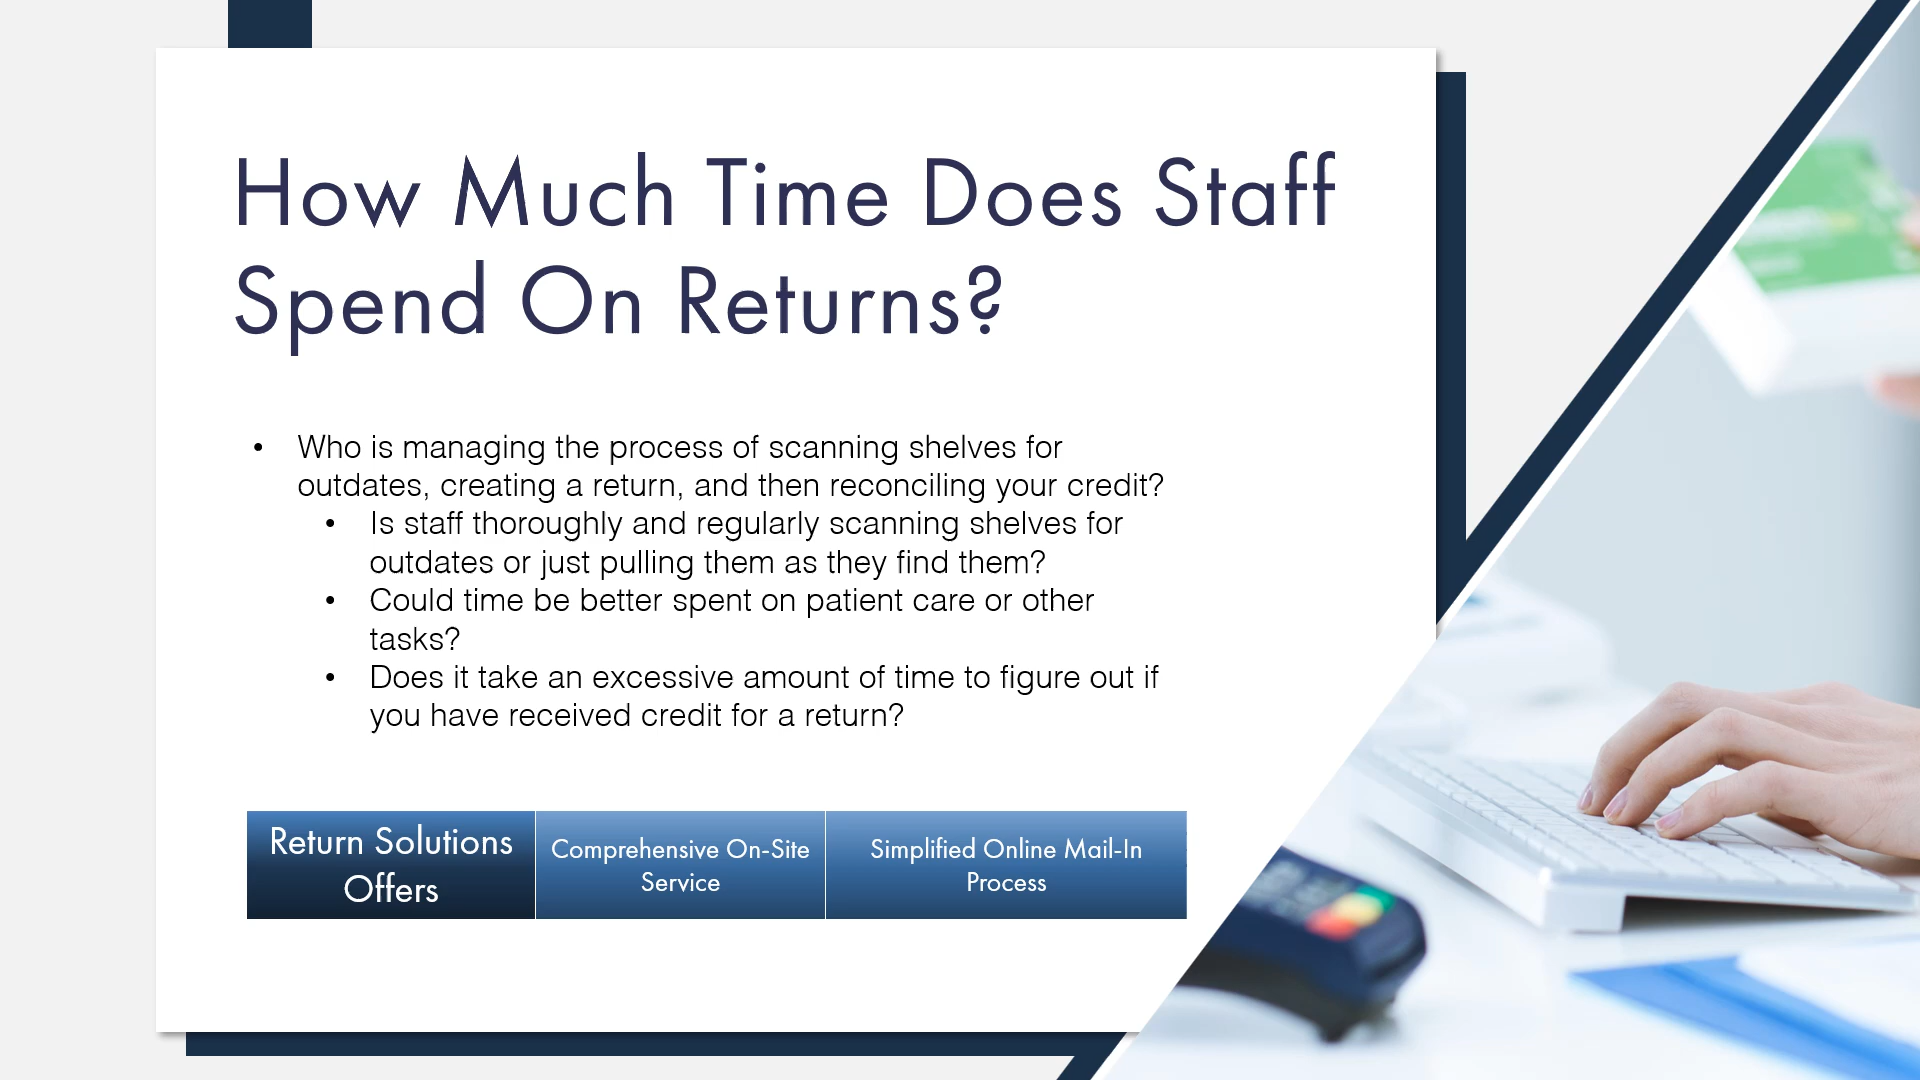 How Much Time Does Staff
Spend On Returns?
• Who is managing the process of scanning shelves for
outdates, creating a return, and then reconciling your credit?
• Is staff thoroughly and regularly scanning shelves for
outdates or just pulling them as they find them?
• Could time be better spent on patient care or other
tasks?
• Does it take an excessive amount of time to figure out if
you have received credit for a return?
Return Solutions
Offers
Comprehensive On-Site
Service
Simplified Online Mail-In
Process